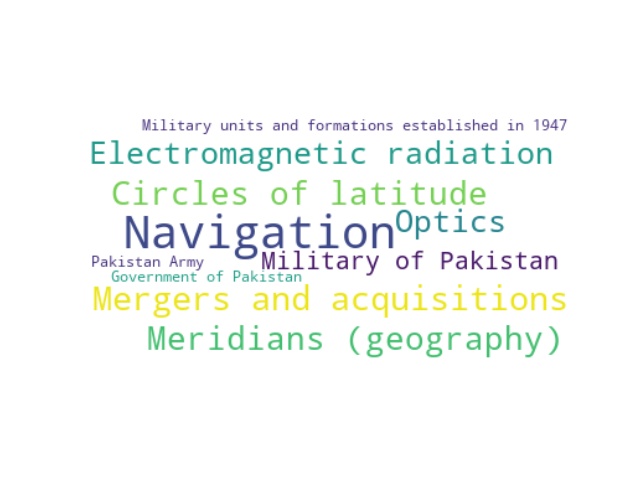 Military units and formations established in 1947
Electromagnetic radiation
Circles of latitude
Navigation
Optics
Pakistan Army
Military of Pakistan
Government of Pakistan
Mergers and acquisitions
Meridians (geography)